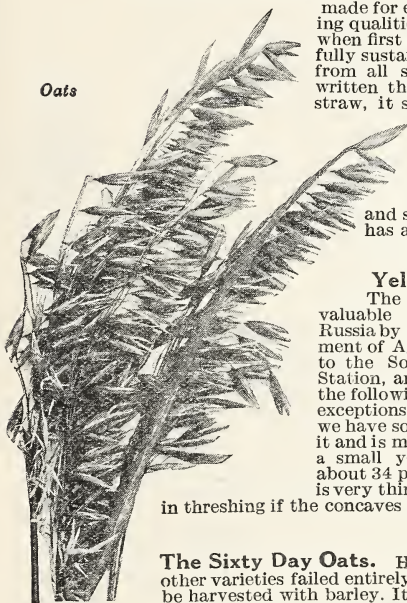 made for e
ing qualiti
when first
fully susta
from all s
written th
straw, it s
Oats
and s
has a
Yel
The
valuable
Russia by
ment of A
to the So
Station, an
the followi
exceptions
we have so
it and is m
a small y
about 34 p
is very thin
in threshing if the concaves
The Sixty Day Oats. H
other varieties failed entirely
be harvested with barley. It